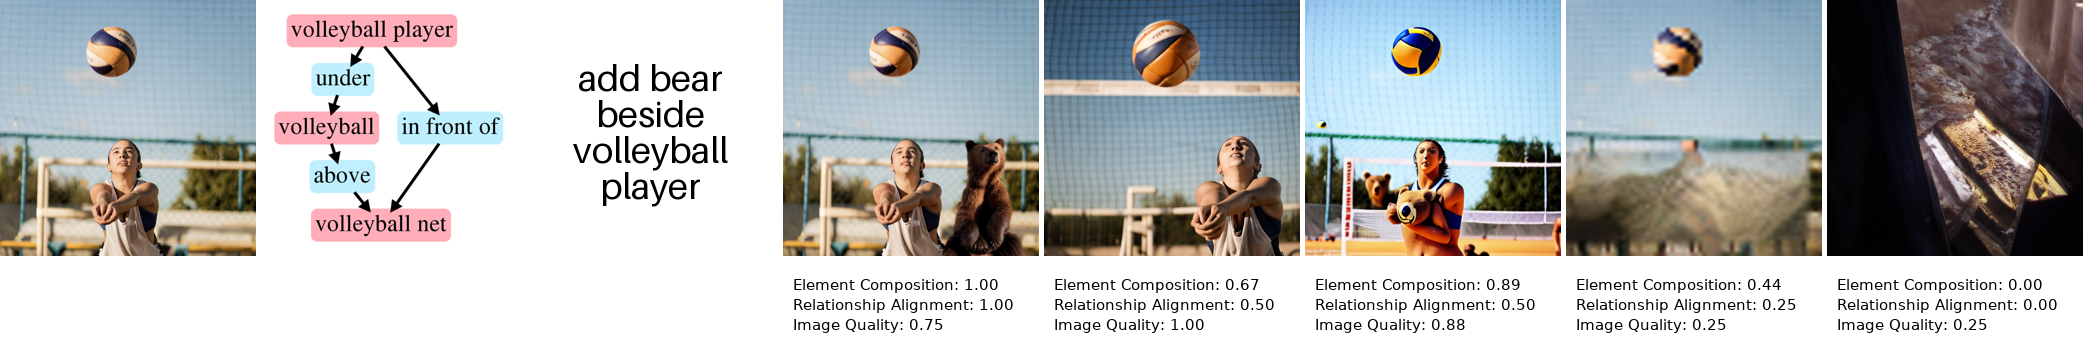 volleyball player
under
volleyball
in front of
above
volleyball net
add bear
beside
volleyball
player
Element Composition: 1.00
Relationship Alignment: 1.00
Image Quality: 0.75
Element Composition: 0.67
Relationship Alignment: 0.50
Image Quality: 1.00
Element Composition: 0.89
Relationship Alignment: 0.50
Image Quality: 0.88
Element Composition: 0.44
Relationship Alignment: 0.25
Image Quality: 0.25
Element Composition: 0.00
Relationship Alignment: 0.00
Image Quality: 0.25